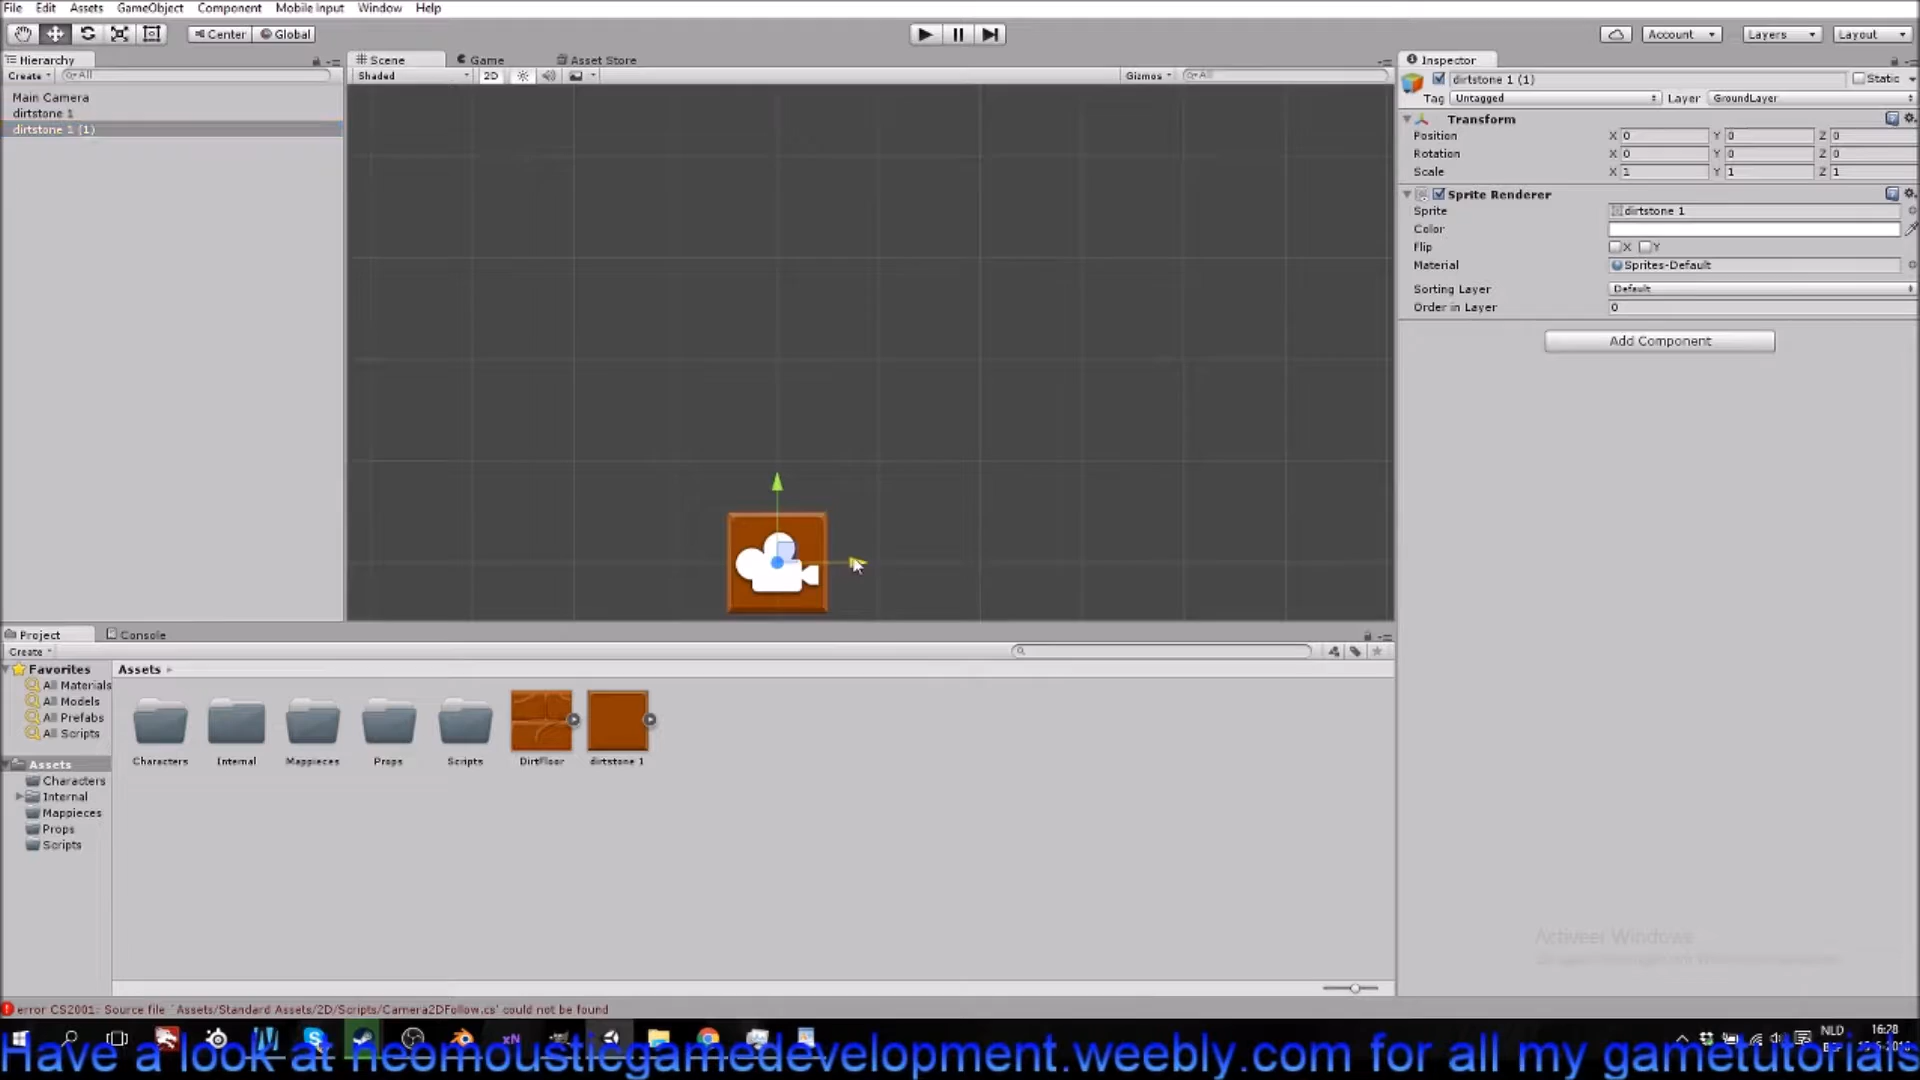 File Edit Assets GameObject Component Mobile Input Window Help
Center Global Account Layers Layout
Hierarchy Scene Game Asset Store Inspector
Create All Shaded 2D Gizmos All dirtstone 1 (1) Static
Main Camera Tag Untagged Layer GroundLayer
dirtstone 1
dirtstone 1 (1)
Transform
Position X 0 Y 0 Z 0
Rotation X 0 Y 0 Z 0
Scale X 1 Y 1 Z 1
Sprite Renderer
Sprite dirtstone 1
Color
Flip X Y
Material Sprites-Default
Sorting Layer Default
Order in Layer 0
Add Component
Project Console
Create
Favorites Assets
All Materials
All Models
All Prefabs
All Scripts
Characters Internal Mappieces Props Scripts DirtFloor dirtstone 1
Assets
Characters
Internal
Mappieces
Props
Scripts
Activeer Windows
error CS2001: Source file `Assets/Standard Assets/2D/Scripts/Camera2DFollow.cs' could not be found
NLD 16:28
Have a look at neomousticgamedevelopment.weebly.com for all my gametutorials